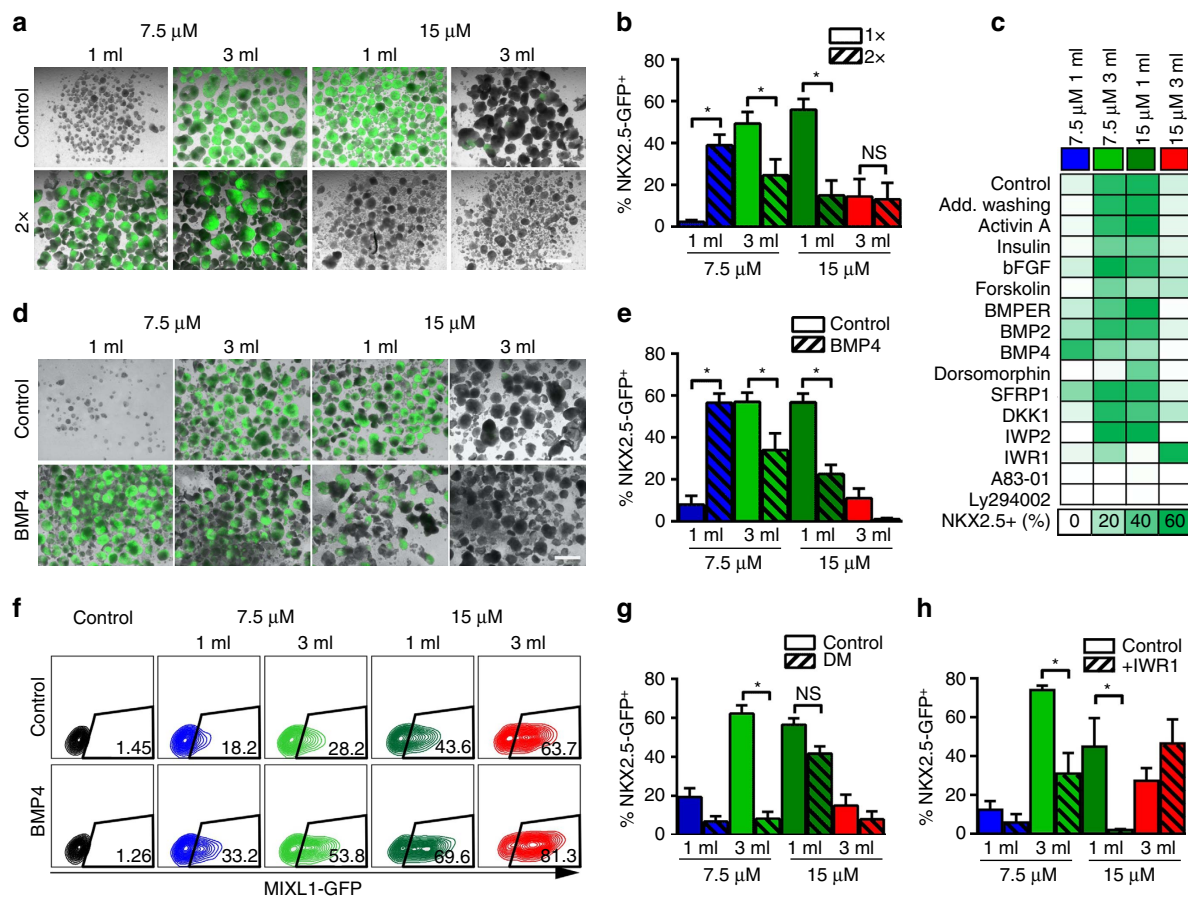 a
7.5 µM
15 µM
1 ml
3 ml
1 ml
3 ml
Control
2×
b
1×
2×
% NKX2.5-GFP+
80
60
40
20
0
*
*
*
NS
1 ml
3 ml
1 ml
3 ml
7.5 µM
15 µM
c
7.5 µM 1 ml
7.5 µM 3 ml
15 µM 1 ml
15 µM 3 ml
Control
Add. washing
Activin A
Insulin
bFGF
Forskolin
BMPER
BMP2
BMP4
Dorsomorphin
SFRP1
DKK1
IWP2
IWR1
A83-01
Ly294002
NKX2.5+ (%)
0
20
40
60
d
7.5 µM
15 µM
1 ml
3 ml
1 ml
3 ml
Control
BMP4
e
Control
BMP4
% NKX2.5-GFP+
80
60
40
20
0
*
*
*
1 ml
3 ml
1 ml
3 ml
7.5 µM
15 µM
f
Control
7.5 µM
15 µM
1 ml
3 ml
1 ml
3 ml
Control
1.45
18.2
28.2
43.6
63.7
BMP4
1.26
33.2
53.8
69.6
81.3
MIXL1-GFP
g
Control
DM
% NKX2.5-GFP+
80
60
40
20
0
*
NS
1 ml
3 ml
1 ml
3 ml
7.5 µM
15 µM
h
Control
+IWR1
% NKX2.5-GFP+
80
60
40
20
0
*
*
1 ml
3 ml
1 ml
3 ml
7.5 µM
15 µM